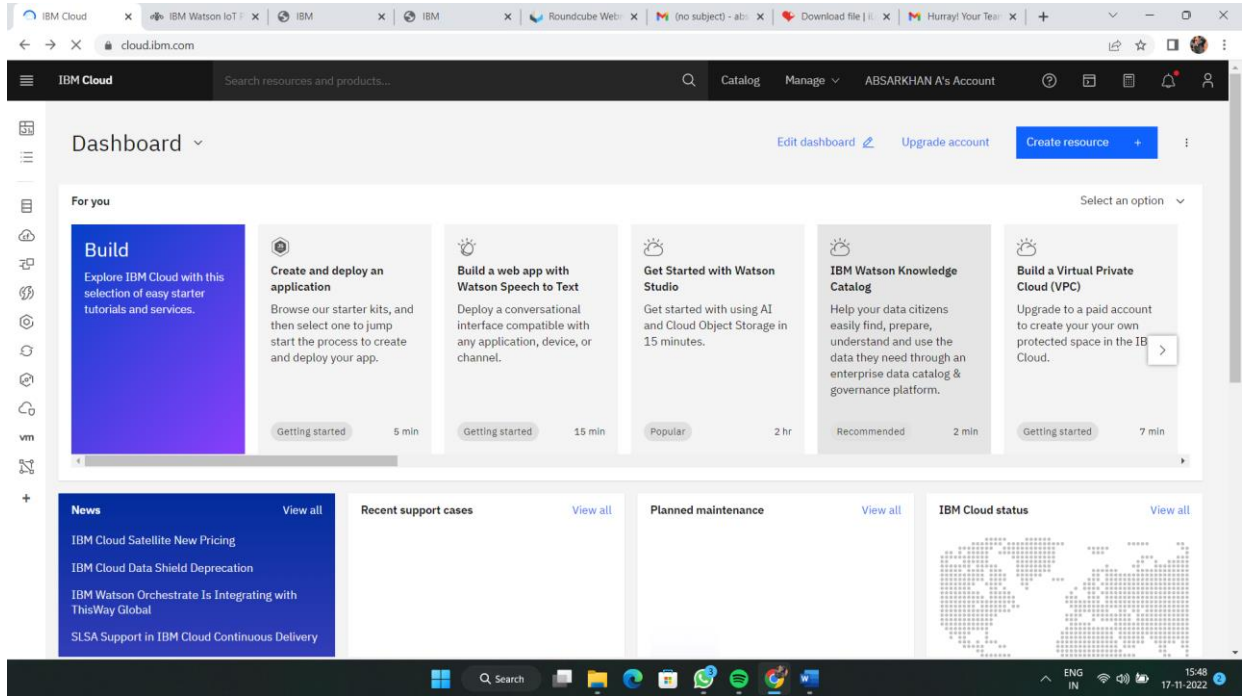 IBM Cloud
IBM Watson IoT P
IBM
IBM
Roundcube Web
(no subject) - abs
Download file | iL
Hurray! Your Tear
cloud.ibm.com
IBM Cloud
Search resources and products...
Catalog
Manage
ABSARKHAN A's Account
Dashboard
Edit dashboard
Upgrade account
Create resource +
For you
Select an option
Build
Explore IBM Cloud with this
selection of easy starter
tutorials and services.
Create and deploy an
application
Browse our starter kits, and
then select one to jump
start the process to create
and deploy your app.
Getting started
5 min
Build a web app with
Watson Speech to Text
Deploy a conversational
interface compatible with
any application, device, or
channel.
Getting started
15 min
Get Started with Watson
Studio
Get started with using AI
and Cloud Object Storage in
15 minutes.
Popular
2 hr
IBM Watson Knowledge
Catalog
Help your data citizens
easily find, prepare,
understand and use the
data they need through an
enterprise data catalog &
governance platform.
Recommended
2 min
Build a Virtual Private
Cloud (VPC)
Upgrade to a paid account
to create your your own
protected space in the IB
Cloud.
Getting started
7 min
vm
News
View all
IBM Cloud Satellite New Pricing
IBM Cloud Data Shield Deprecation
IBM Watson Orchestrate Is Integrating with
ThisWay Global
SLSA Support in IBM Cloud Continuous Delivery
Recent support cases
View all
Planned maintenance
View all
IBM Cloud status
View all
Search
ENG
IN
15:48
17-11-2022
2